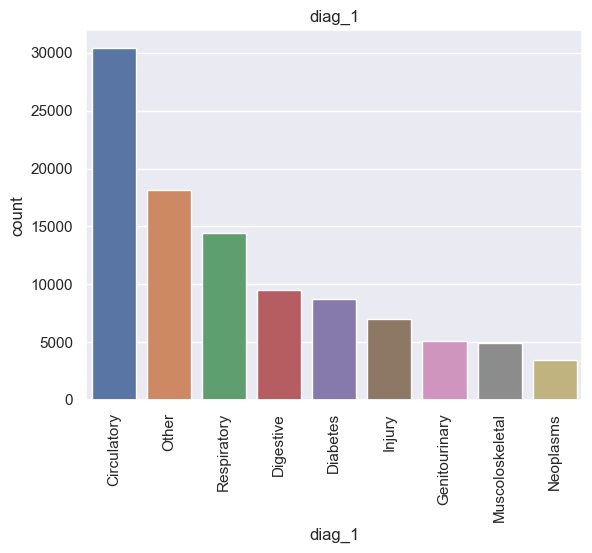 diag_1
30000
25000
20000
15000
10000
5000
0
count
Circulatory
Other
Respiratory
Digestive
Diabetes
Injury
Genitourinary
Muscoloskeletal
Neoplasms
diag_1